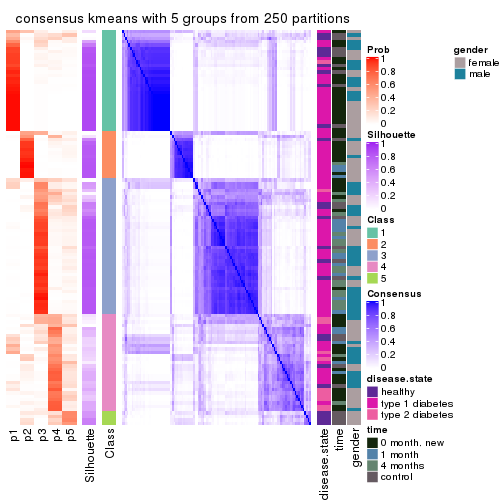 consensus kmeans with 5 groups from 250 partitions
p1
p2
p3
p4
p5
Silhouette
Class
disease.state
time
gender
Prob
1
0.8
0.6
0.4
0.2
0
Silhouette
1
0.8
0.6
0.4
0.2
0
Class
1
2
3
4
5
Consensus
1
0.8
0.6
0.4
0.2
0
disease.state
healthy
type 1 diabetes
type 2 diabetes
time
0 month. new
1 month
4 months
control
gender
female
male